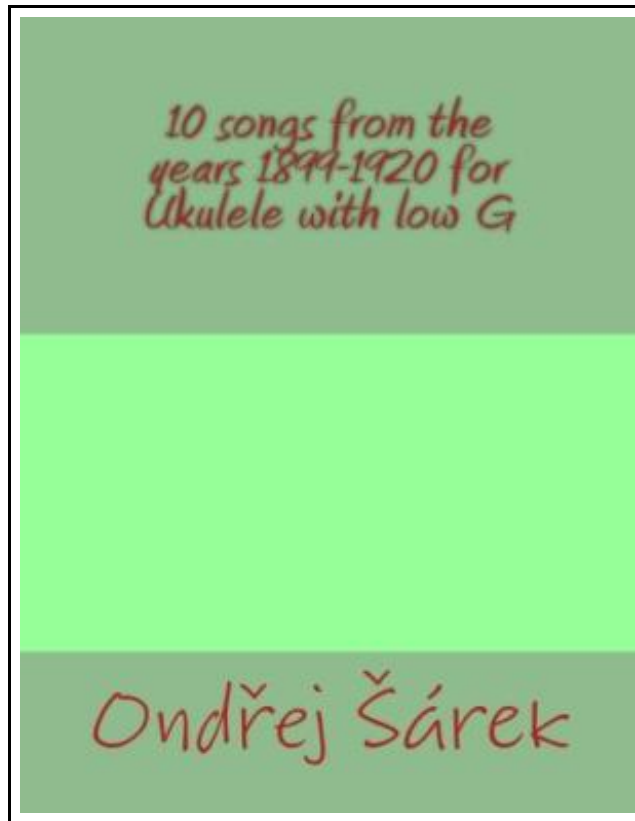 10 songs from the
years 1899-1920 for
Ukulele with low G
Ondřej Šárek